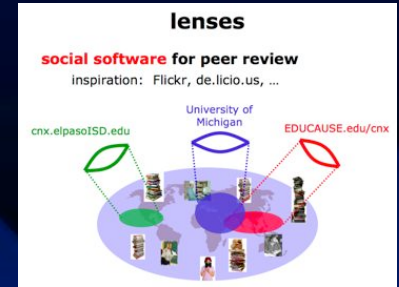 lenses
social software for peer review
inspiration: Flickr, de.licio.us, ...
University of
Michigan
cnx.elpasoISD.edu
EDUCAUSE.edu/cnx